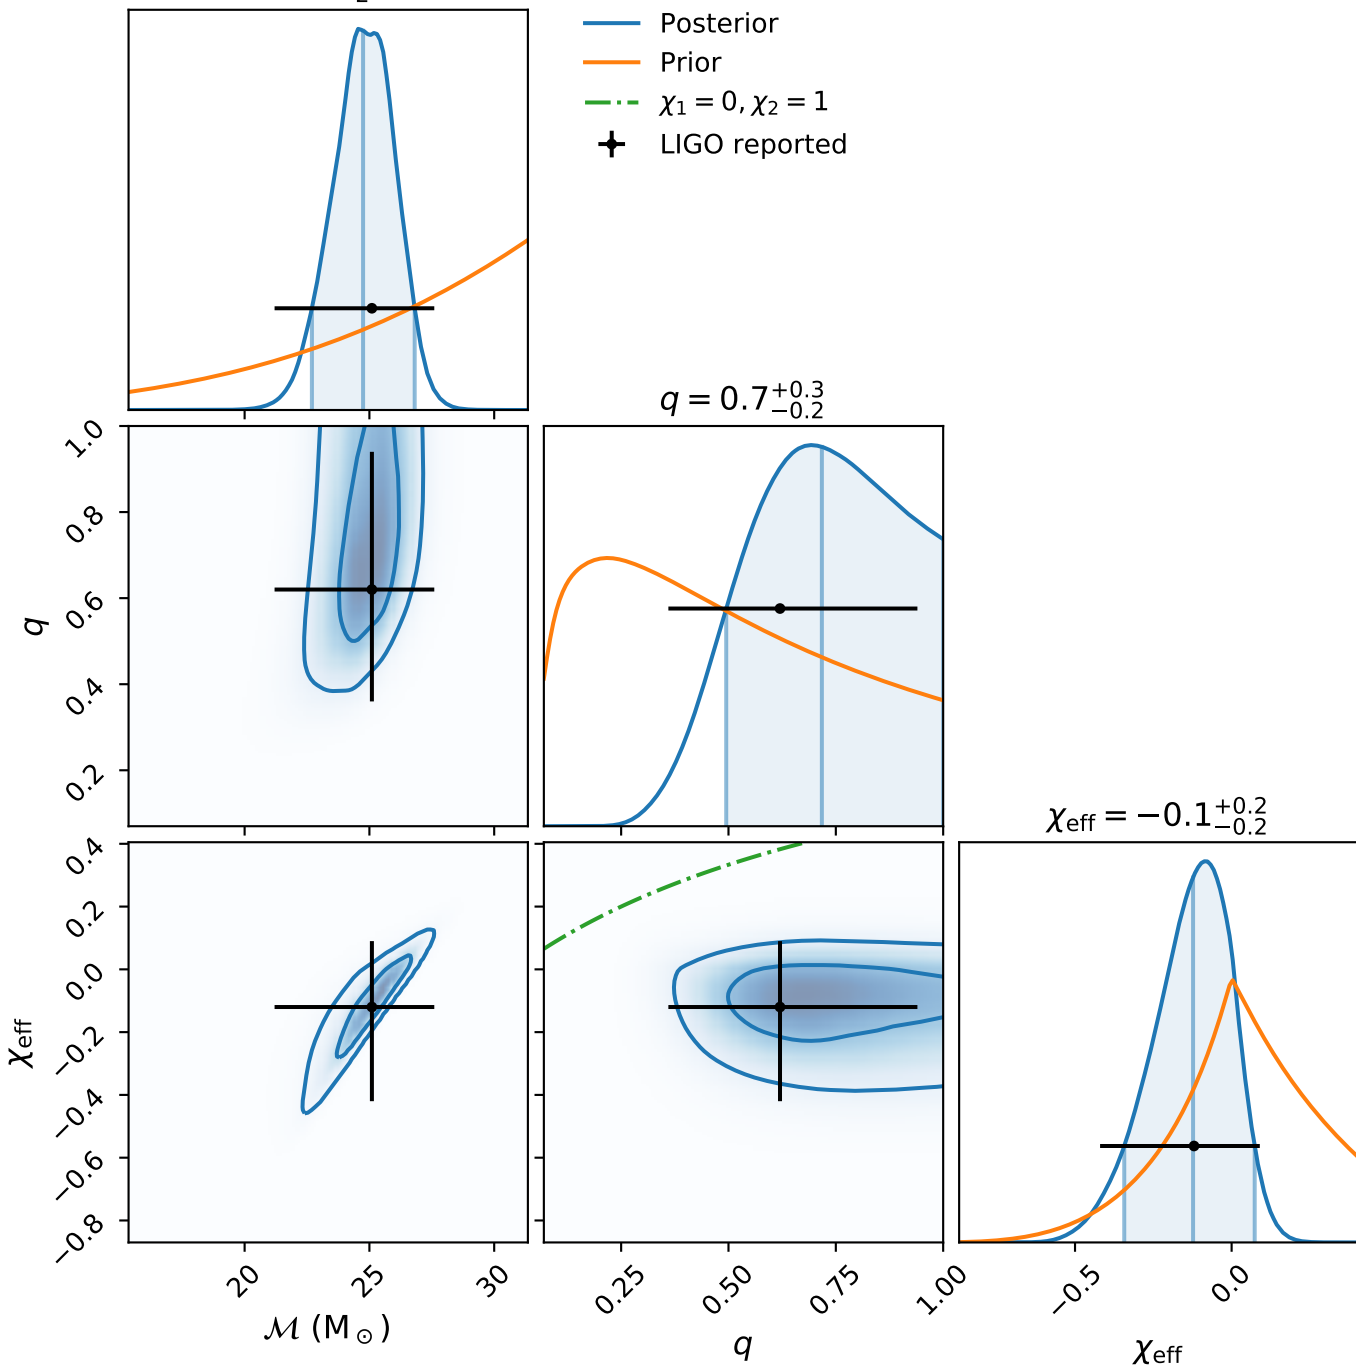 2
Posterior
Prior
χ₁ = 0, χ₂ = 1
LIGO reported
q = 0.7^{+0.3}_{−0.2}
1.0
0.8
0.6
0.4
0.2
q
χ_eff = −0.1^{+0.2}_{−0.2}
0.4
0.2
0.0
−0.2
−0.4
−0.6
−0.8
χ_eff
20 25 30
0.25 0.50 0.75 1.00
−0.5 0.0
ℳ (M_⊙)
q
χ_eff